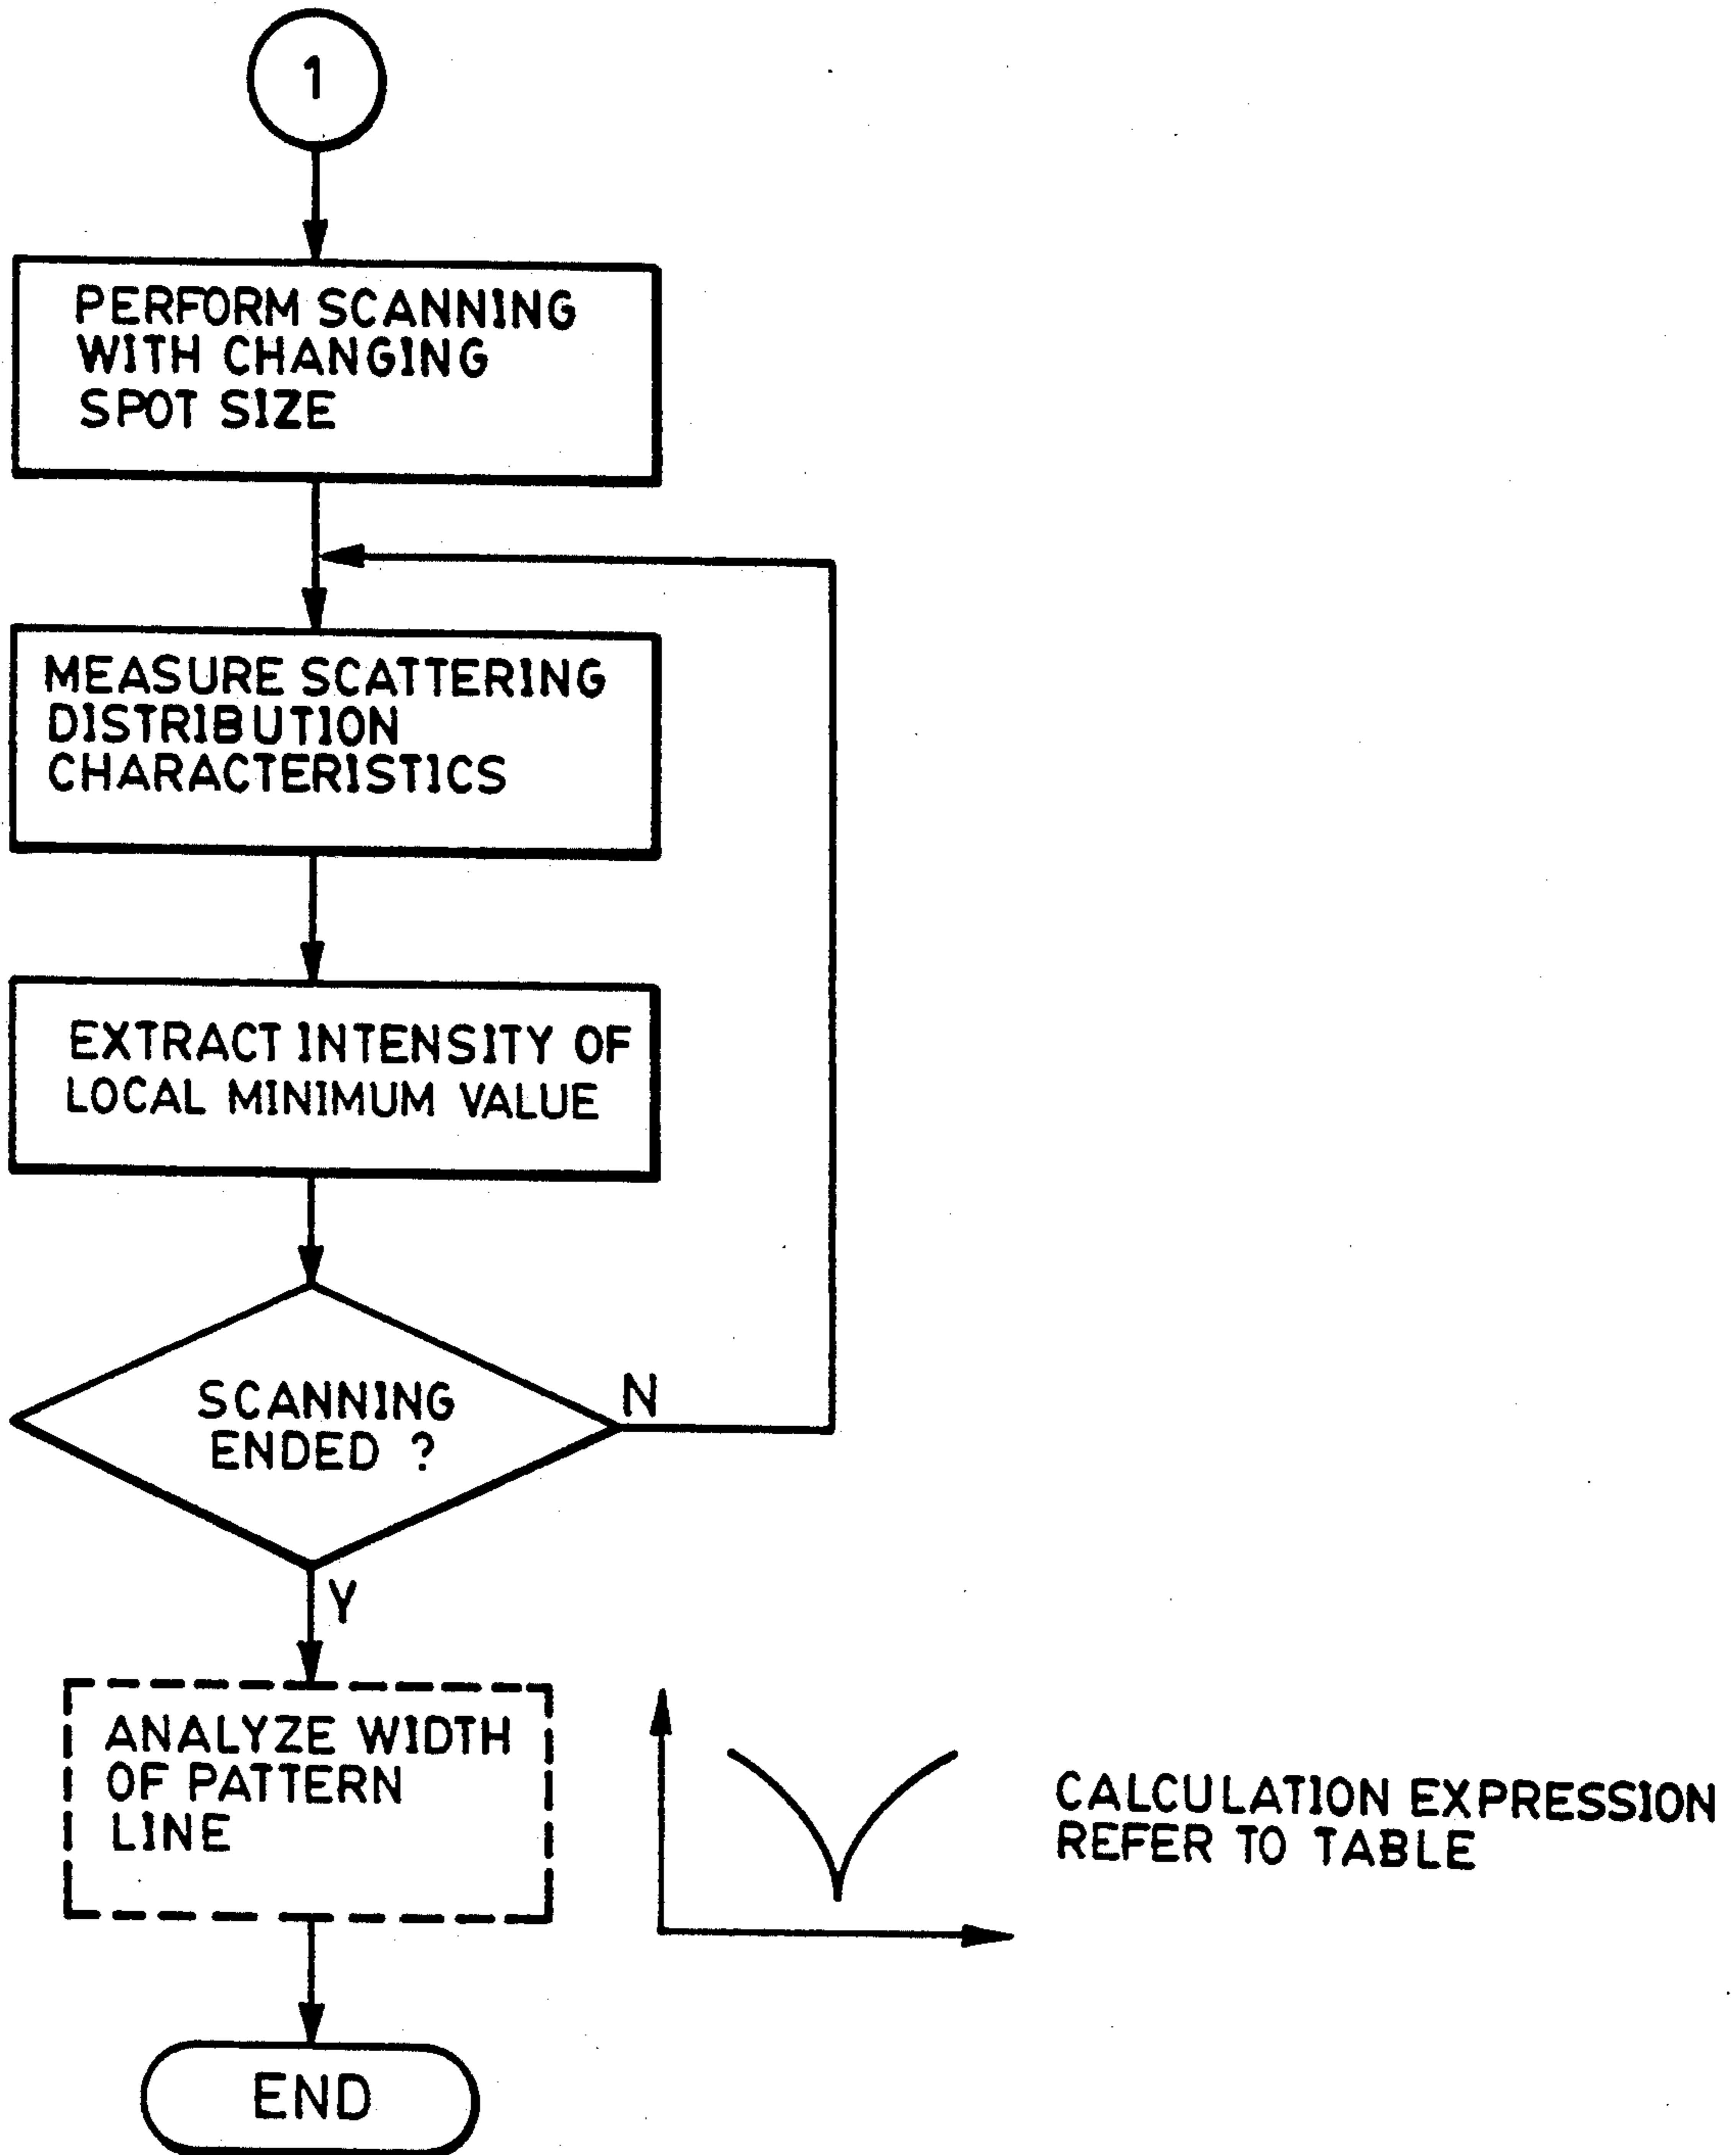 1
PERFORM SCANNING
WITH CHANGING
SPOT SIZE
MEASURE SCATTERING
DISTRIBUTION
CHARACTERISTICS
EXTRACT INTENSITY OF
LOCAL MINIMUM VALUE
SCANNING
ENDED ?
N
Y
ANALYZE WIDTH
OF PATTERN
LINE
CALCULATION EXPRESSION
REFER TO TABLE
END